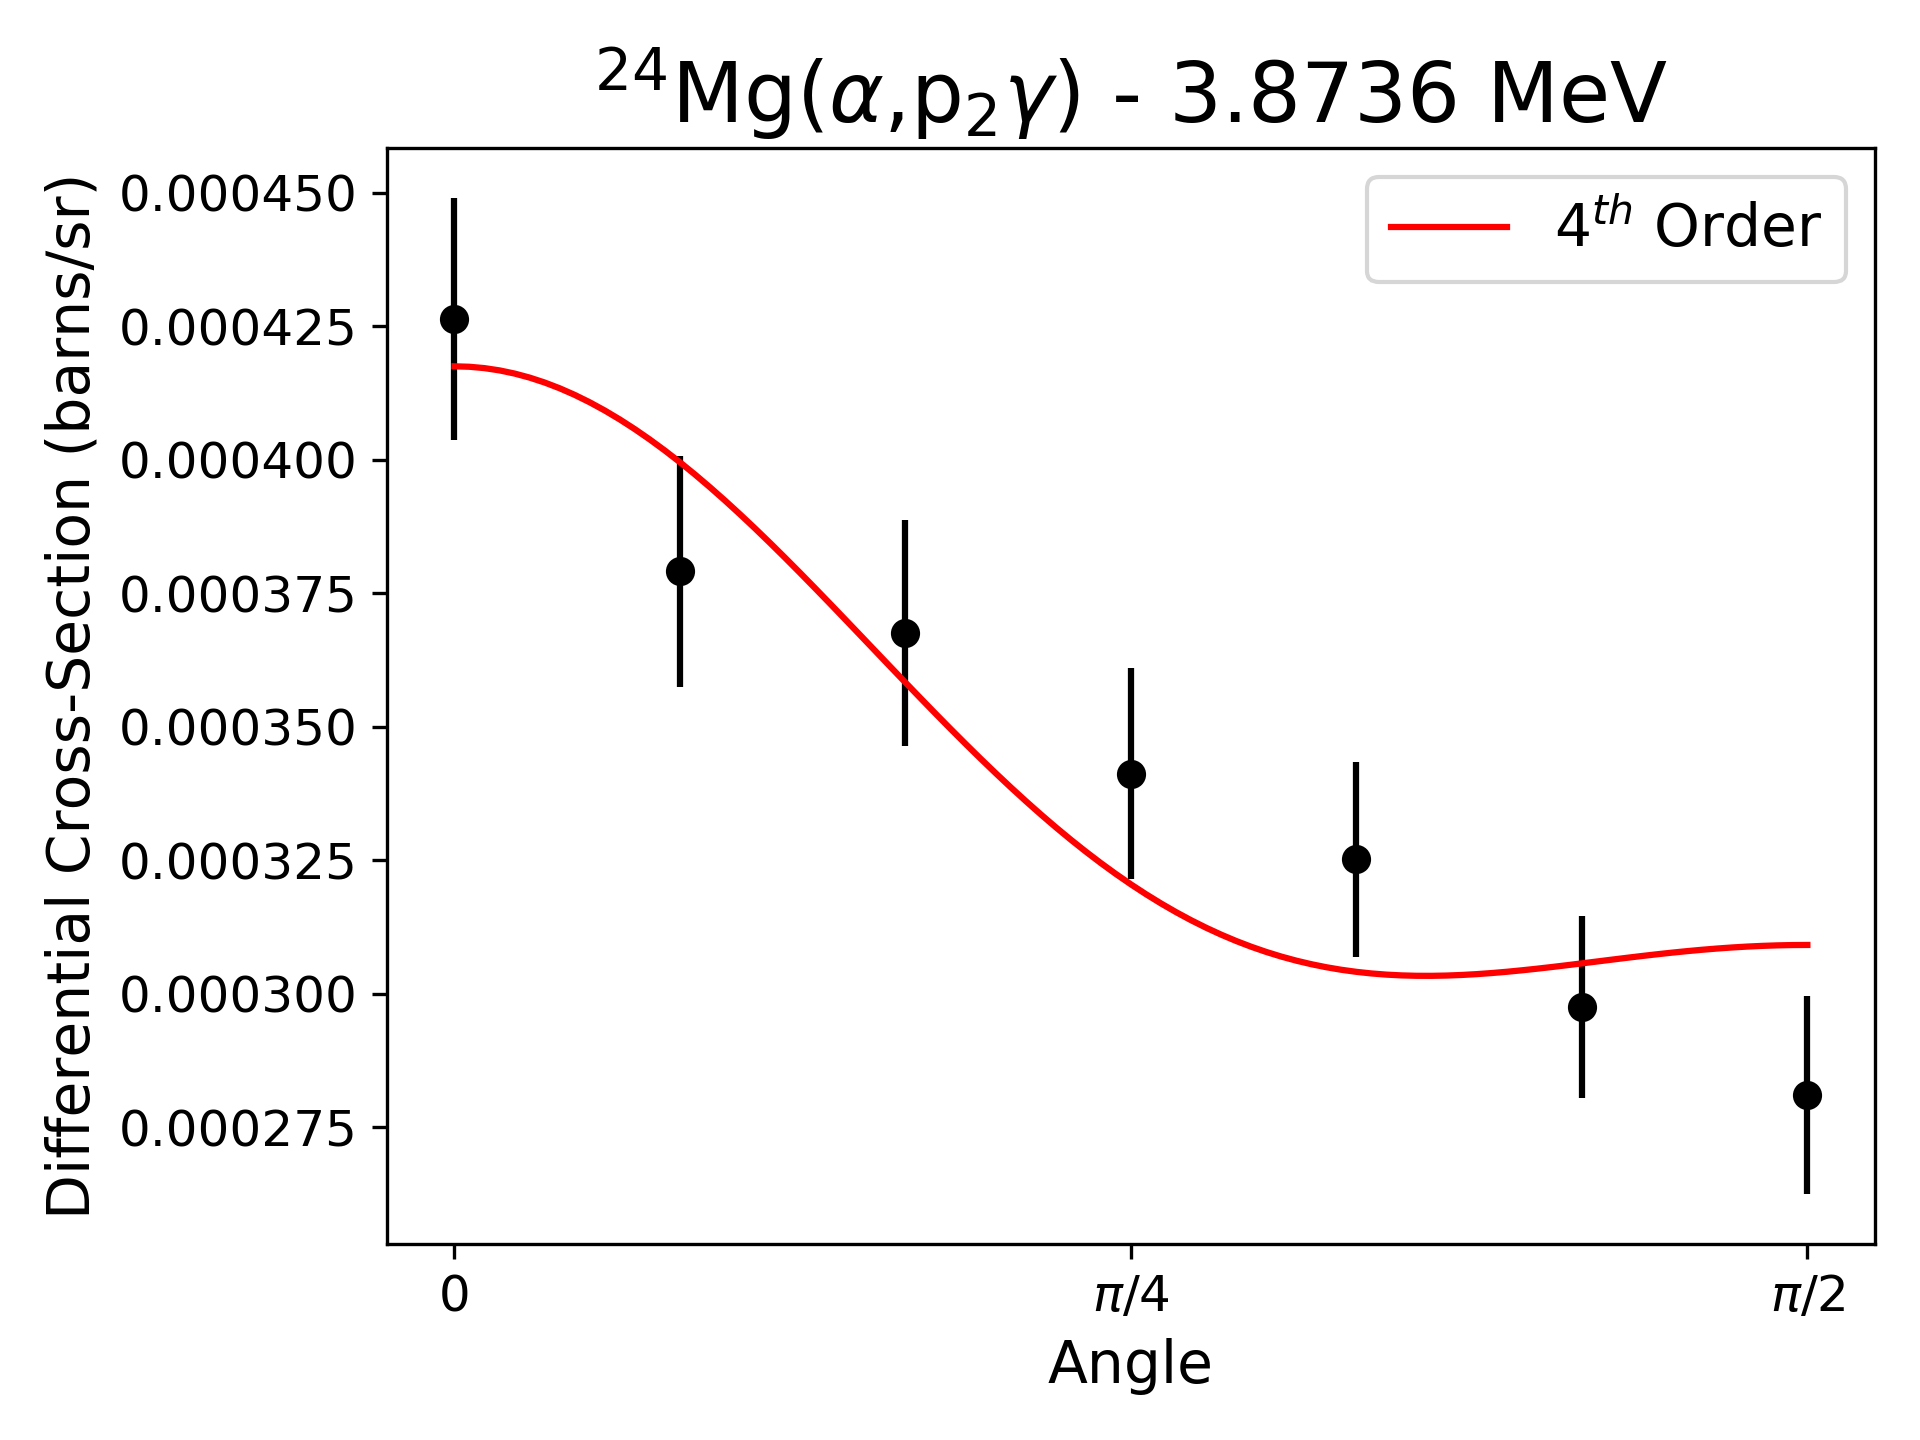 ²⁴Mg(α,p₂γ) - 3.8736 MeV
4ᵗʰ Order
Differential Cross-Section (barns/sr)
0.000450
0.000425
0.000400
0.000375
0.000350
0.000325
0.000300
0.000275
0 π/4 π/2
Angle